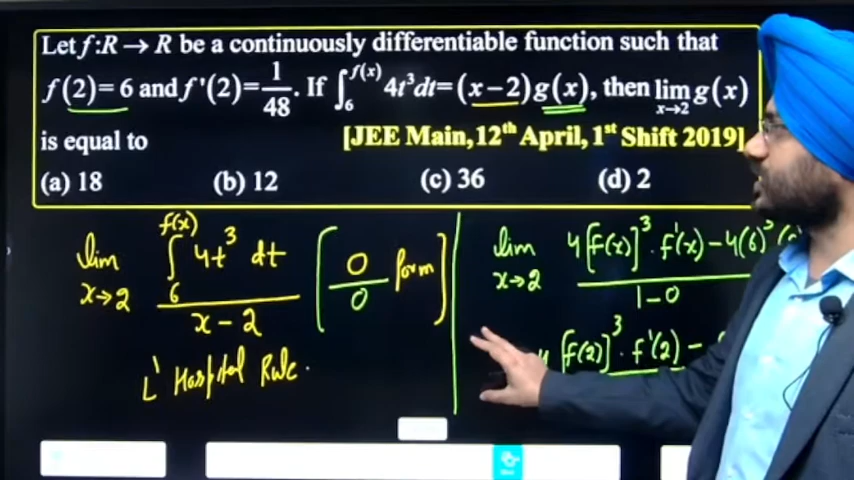 Let f:R → R be a continuously differentiable function such that
f(2)= 6 and f'(2)=1/48. If ∫₆^f(x) 4t³dt=(x−2)g(x), then lim x→2 g(x)
is equal to [JEE Main,12th April, 1st Shift 2019]
(a) 18 (b) 12 (c) 36 (d) 2
lim x→2 ∫₆^f(x) 4t³ dt / x − 2 [0/0 form]
L' Hospital Rule.
lim x→2 4[f(x)]³·f'(x) − 4(6)³ / 1 − 0
[f(2)]³·f'(2) −